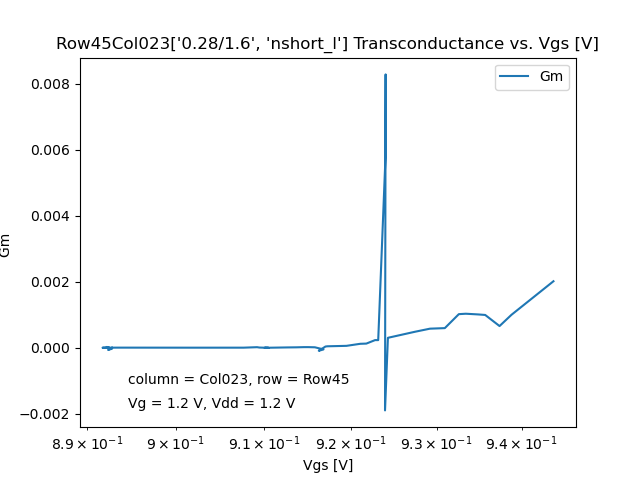 Row45Col023['0.28/1.6', 'nshort_l'] Transconductance vs. Vgs [V]
Gm
0.008
0.006
0.004
0.002
0.000
−0.002
Gm
column = Col023, row = Row45
Vg = 1.2 V, Vdd = 1.2 V
8.9 × 10⁻¹ 9 × 10⁻¹ 9.1 × 10⁻¹ 9.2 × 10⁻¹ 9.3 × 10⁻¹ 9.4 × 10⁻¹
Vgs [V]